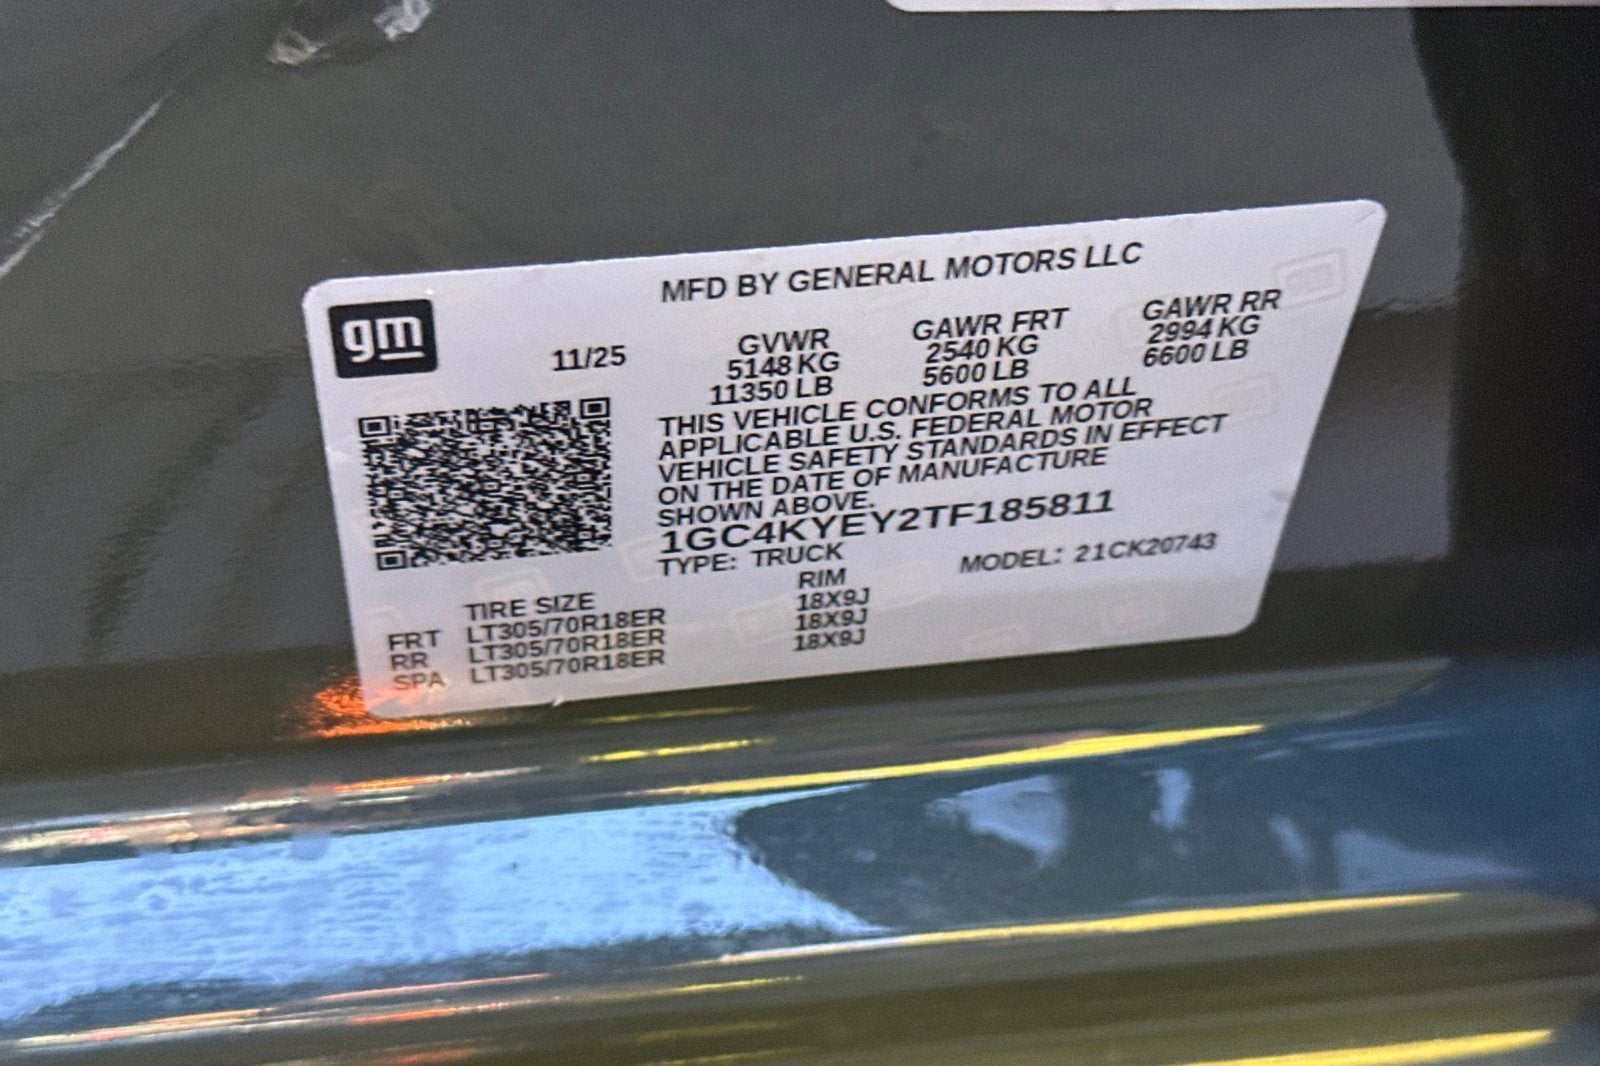 MFD BY GENERAL MOTORS LLC
gm
11/25
GVWR
5148 KG
11350 LB
GAWR FRT
2540 KG
5600 LB
GAWR RR
2994 KG
6600 LB
THIS VEHICLE CONFORMS TO ALL
APPLICABLE U.S. FEDERAL MOTOR
VEHICLE SAFETY STANDARDS IN EFFECT
ON THE DATE OF MANUFACTURE
SHOWN ABOVE.
1GC4KYEY2TF185811
TYPE: TRUCK MODEL: 21CK20743
TIRE SIZE RIM
FRT LT305/70R18ER 18X9J
RR LT305/70R18ER 18X9J
SPA LT305/70R18ER 18X9J